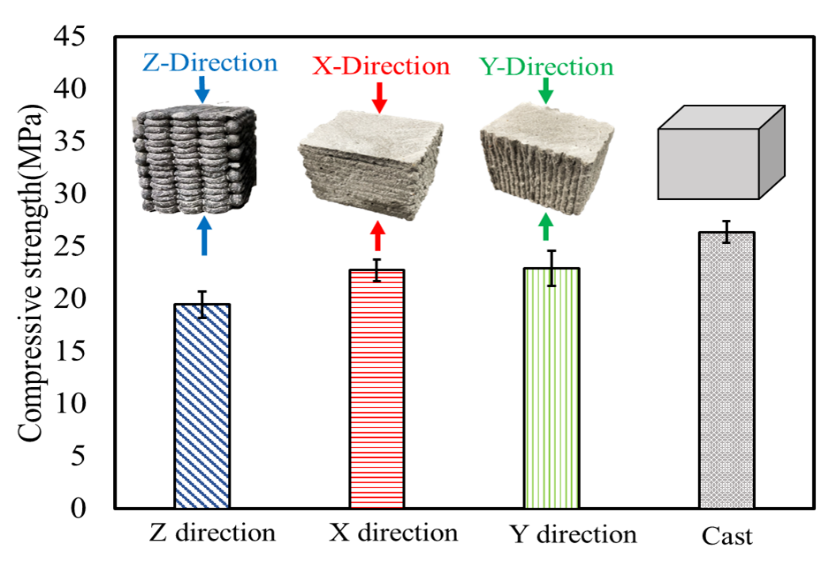 Compressive strength(MPa)
45
40
35
30
25
20
15
10
5
0
Z-Direction
X-Direction
Y-Direction
Z direction
X direction
Y direction
Cast